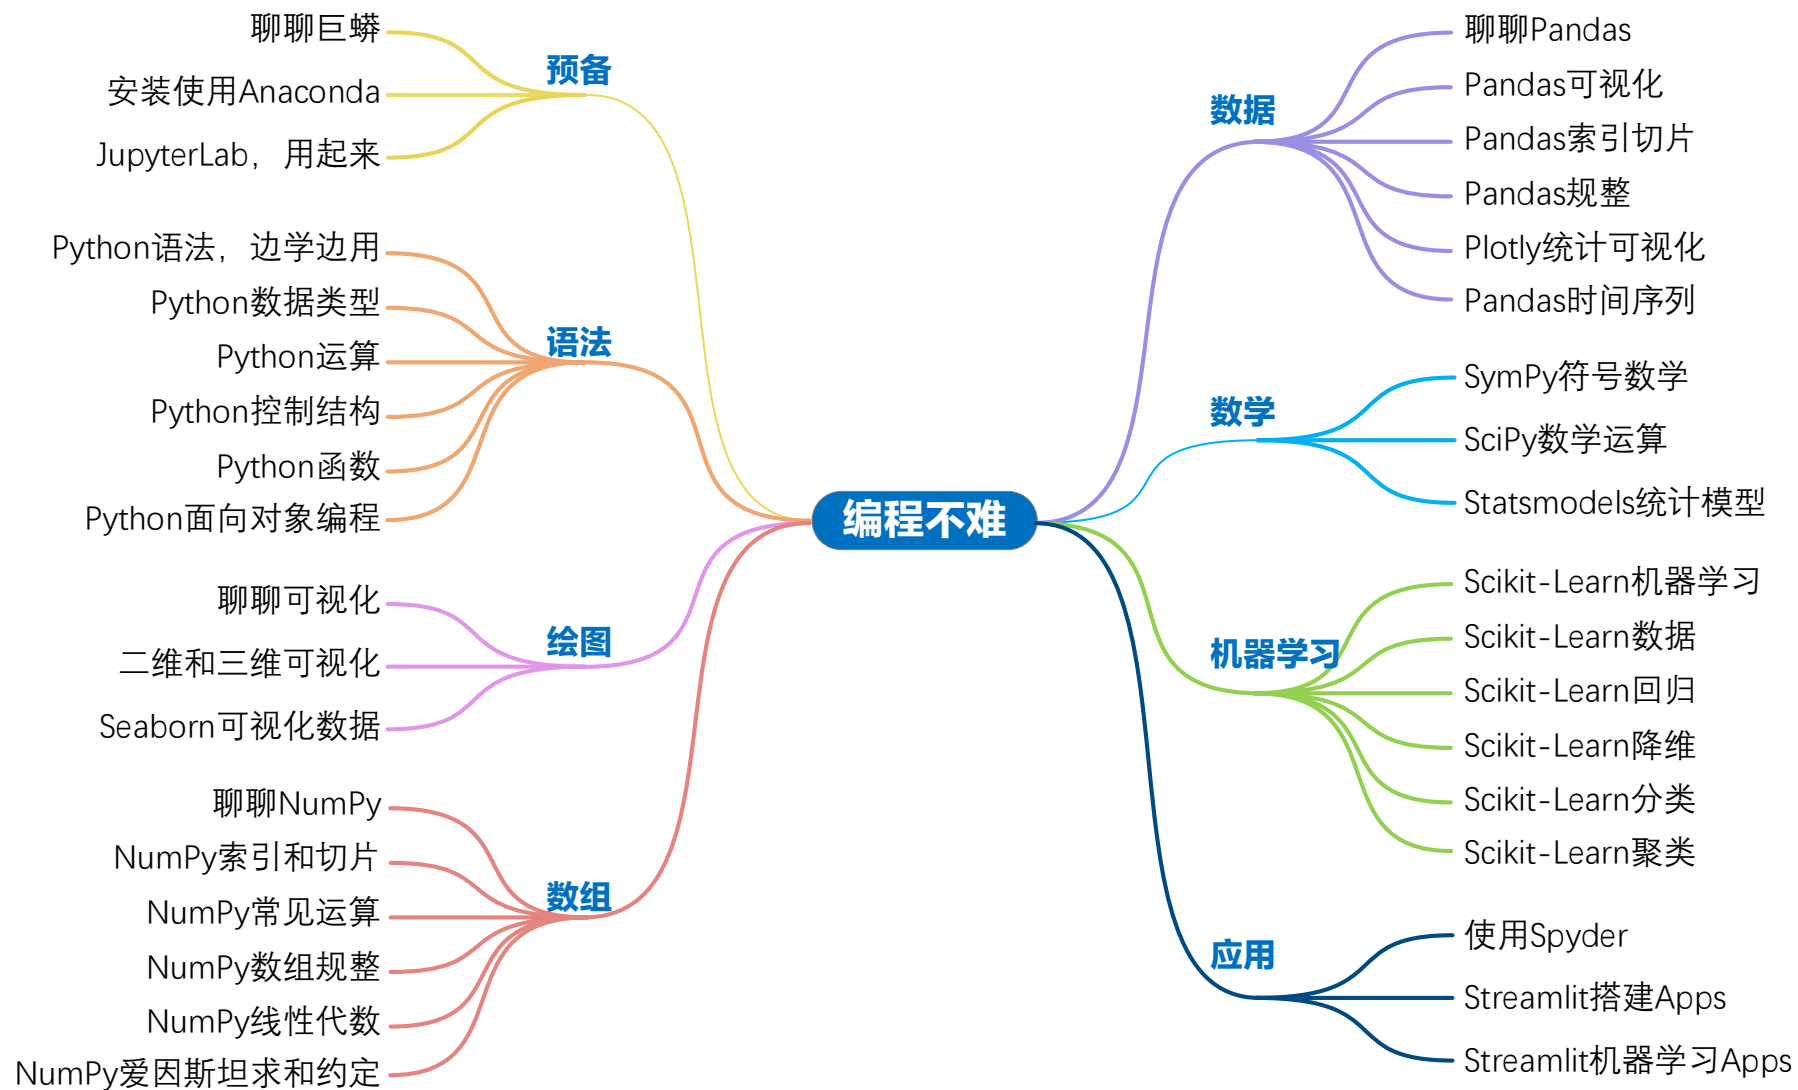 编程不难
预备
聊聊巨蟒
安装使用Anaconda
JupyterLab，用起来
语法
Python语法，边学边用
Python数据类型
Python运算
Python控制结构
Python函数
Python面向对象编程
绘图
聊聊可视化
二维和三维可视化
Seaborn可视化数据
数组
聊聊NumPy
NumPy索引和切片
NumPy常见运算
NumPy数组规整
NumPy线性代数
NumPy爱因斯坦求和约定
数据
聊聊Pandas
Pandas可视化
Pandas索引切片
Pandas规整
Plotly统计可视化
Pandas时间序列
数学
SymPy符号数学
SciPy数学运算
Statsmodels统计模型
机器学习
Scikit-Learn机器学习
Scikit-Learn数据
Scikit-Learn回归
Scikit-Learn降维
Scikit-Learn分类
Scikit-Learn聚类
应用
使用Spyder
Streamlit搭建Apps
Streamlit机器学习Apps